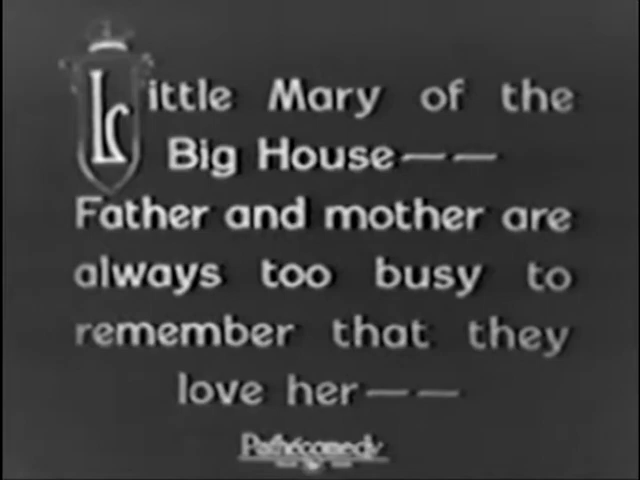 Little Mary of the
Big House——
Father and mother are
always too busy to
remember that they
love her——
Pathécomedy